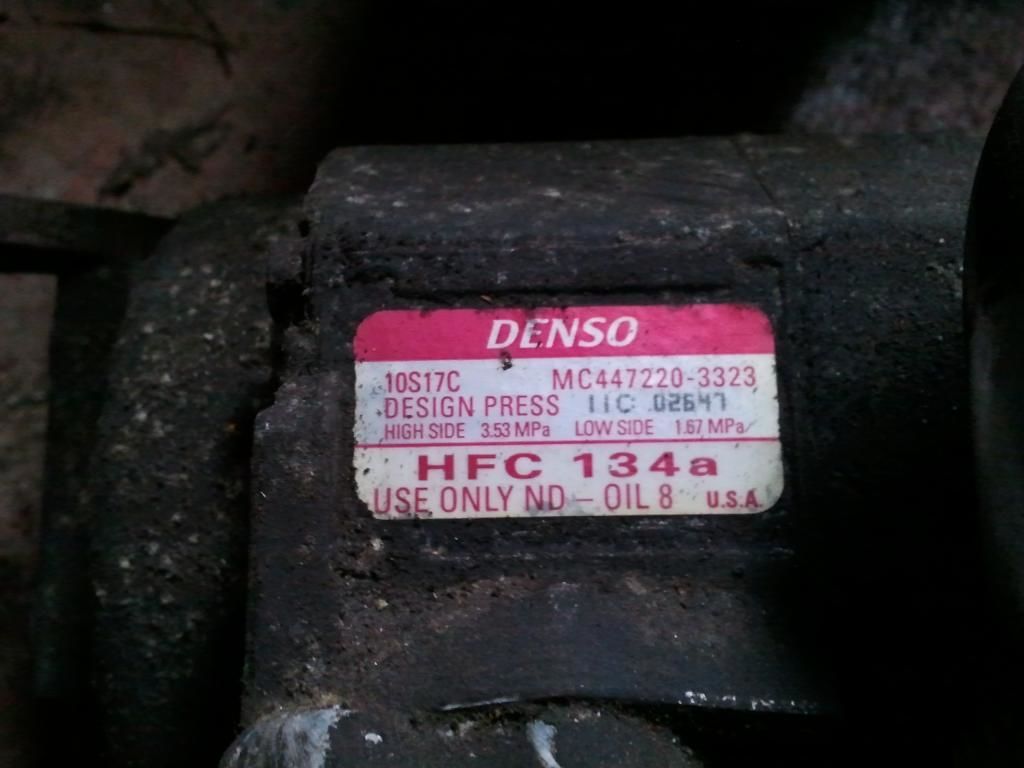 DENSO
10S17C MC447220-3323
DESIGN PRESS 11C 02647
HIGH SIDE 3.53 MPa LOW SIDE 1.67 MPa
HFC 134a
USE ONLY ND - OIL 8 U.S.A.